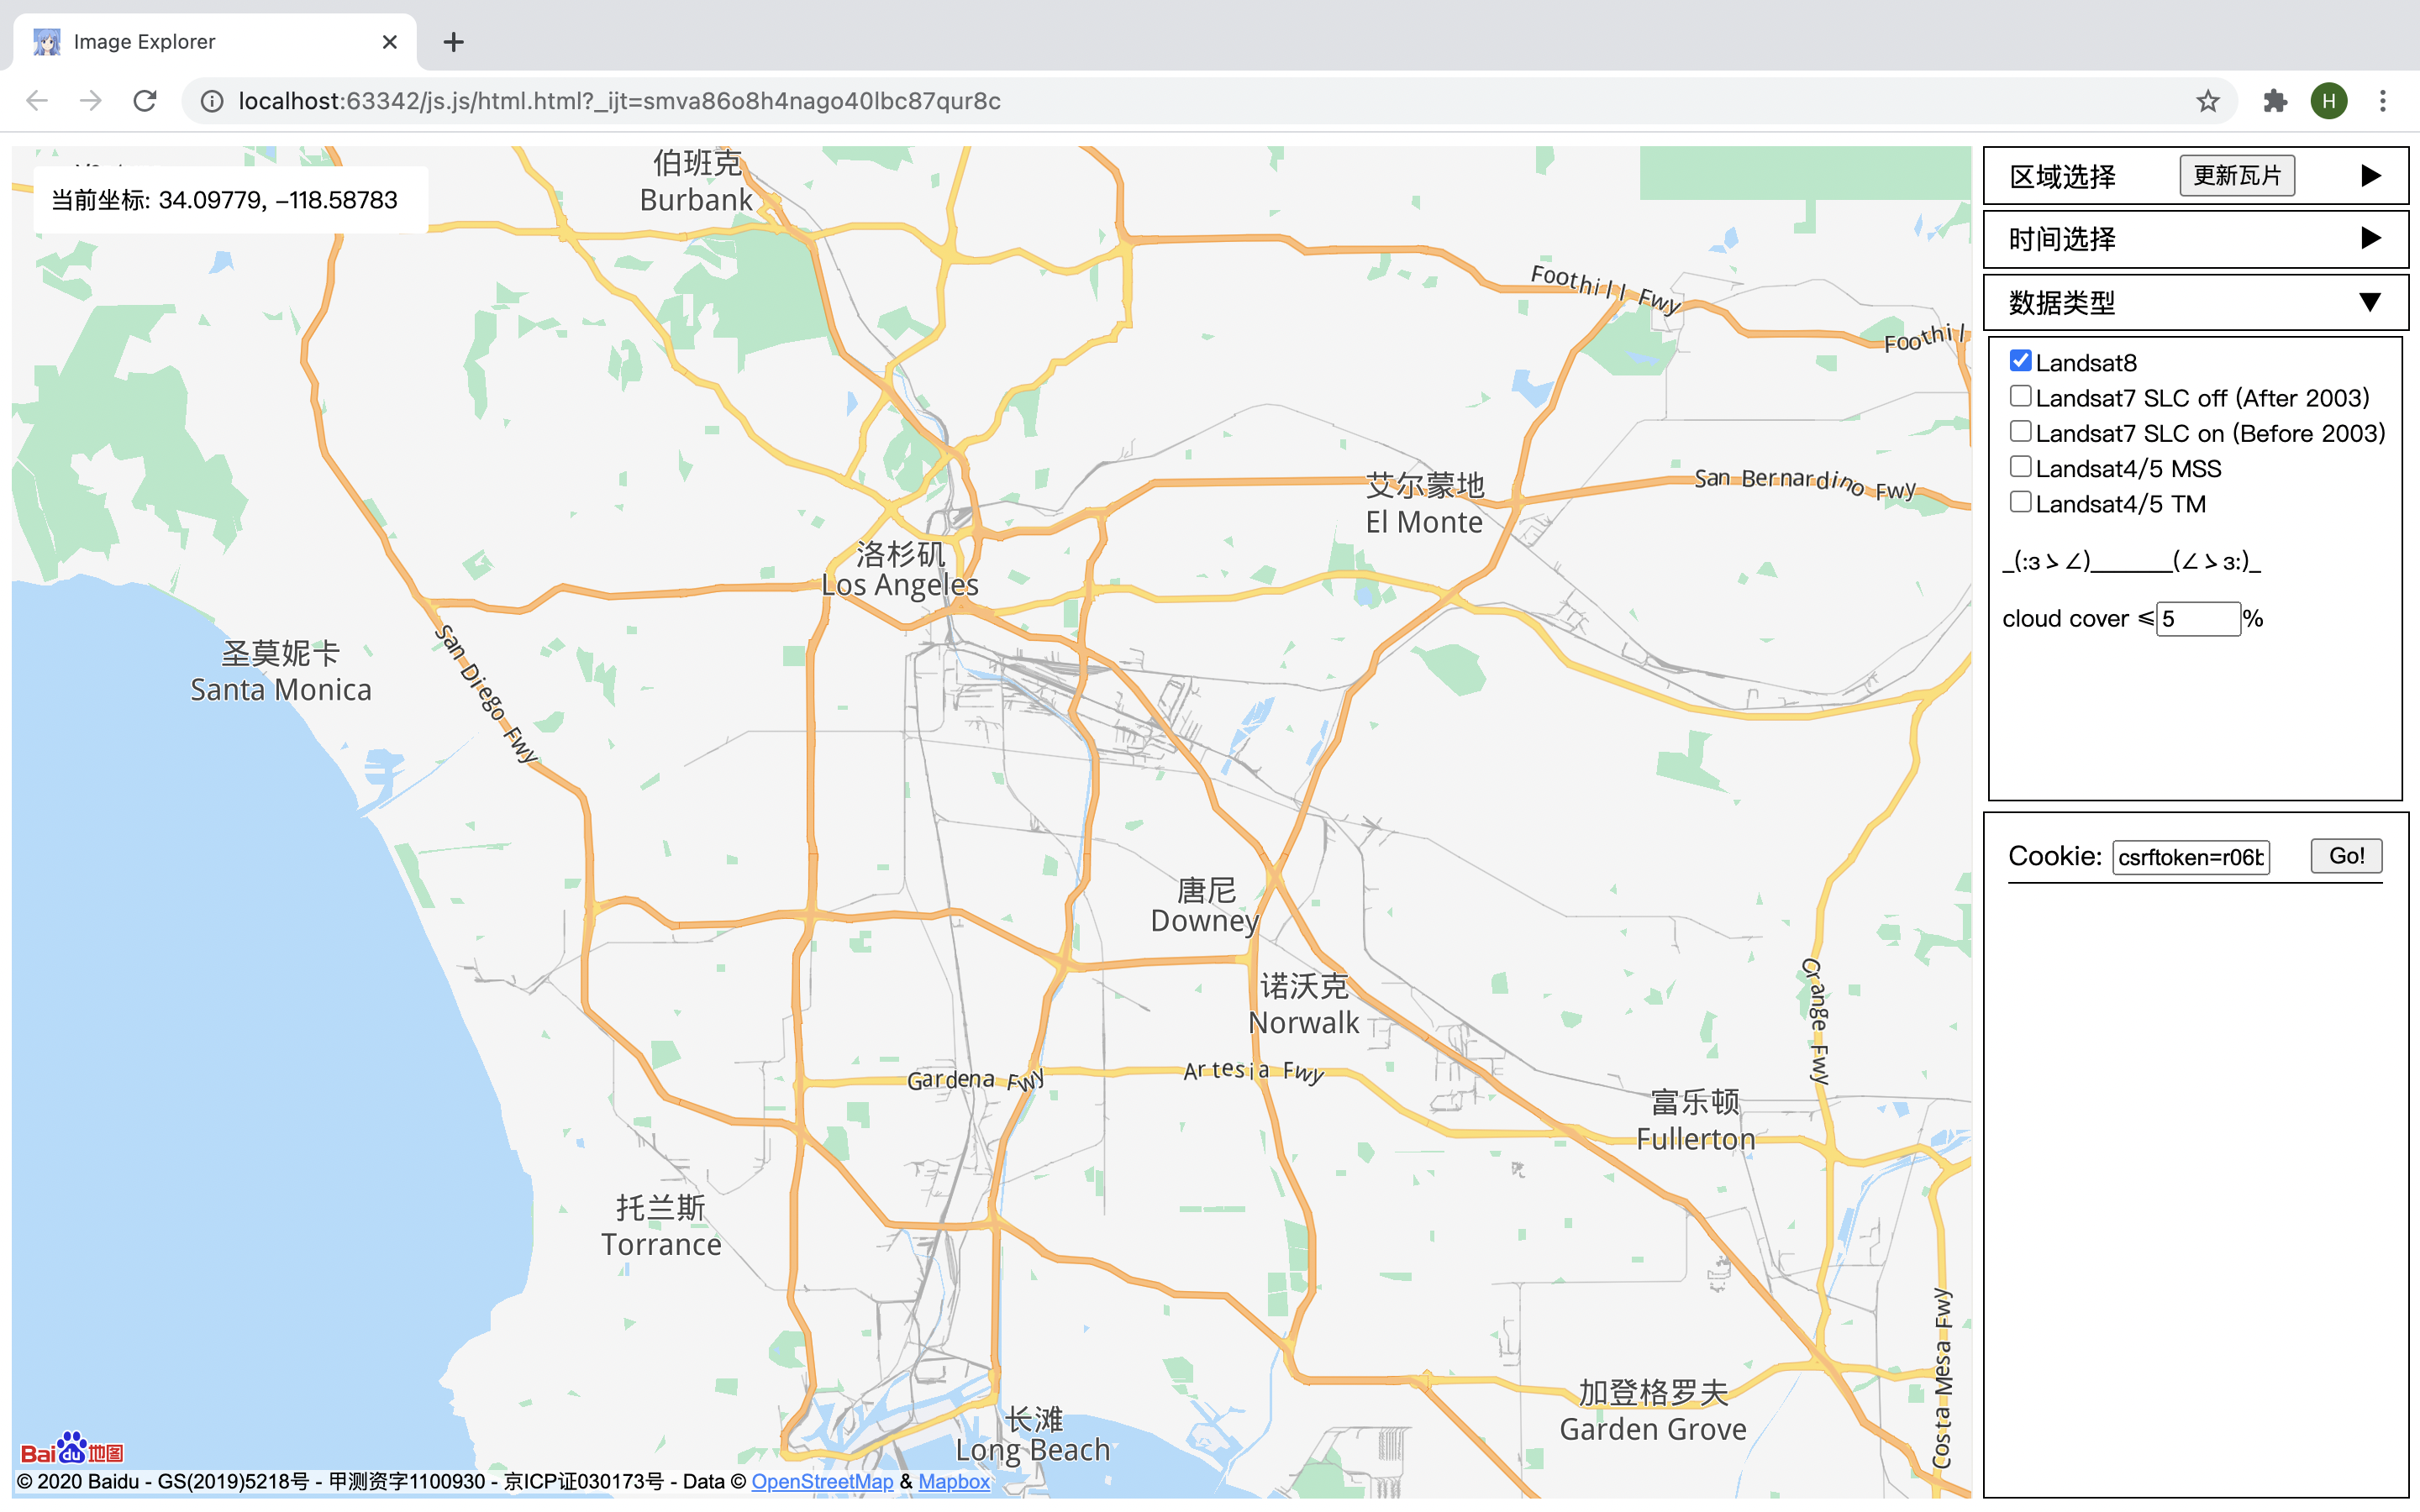 Image Explorer
localhost:63342/js.js/html.html?_ijt=smva86o8h4nago40lbc87qur8c
H
当前坐标: 34.09779, -118.58783
伯班克
Burbank
Foothill Fwy
Foothil
艾尔蒙地
El Monte
San Bernardino Fwy
洛杉矶
Los Angeles
圣莫妮卡
Santa Monica
San Diego Fwy
唐尼
Downey
诺沃克
Norwalk
Orange Fwy
Gardena Fwy
Artesia Fwy
富乐顿
Fullerton
托兰斯
Torrance
加登格罗夫
Garden Grove
Costa Mesa Fwy
长滩
Long Beach
Bai du 地图
© 2020 Baidu - GS(2019)5218号 - 甲测资字1100930 - 京ICP证030173号 - Data © OpenStreetMap & Mapbox
区域选择 更新瓦片 ▶
时间选择 ▶
数据类型 ▼
Landsat8
Landsat7 SLC off (After 2003)
Landsat7 SLC on (Before 2003)
Landsat4/5 MSS
Landsat4/5 TM
_(:з ゝ∠)_______(∠ゝз:)_
cloud cover ≤ 5 %
Cookie: csrftoken=r06b Go!